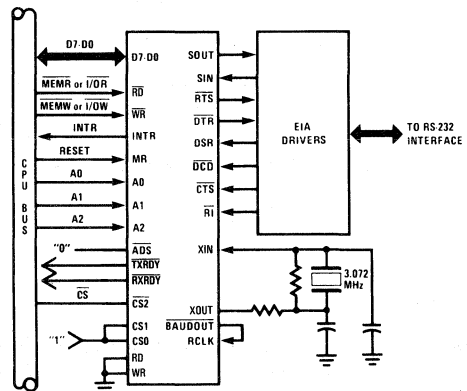 D7-D0
D7-D0
MEMR or I/OR
RD
MEMW or I/OW
WR
INTR
INTR
RESET
MR
A0
A0
A1
A1
A2
A2
"0"
ADS
TXRDY
RXRDY
CS
CS2
"1"
CS1
CS0
RD
WR
CPU BUS
SOUT
SIN
RTS
DTR
DSR
DCD
CTS
RI
XIN
XOUT
BAUDOUT
RCLK
EIA
DRIVERS
TO RS-232
INTERFACE
3.072
MHz